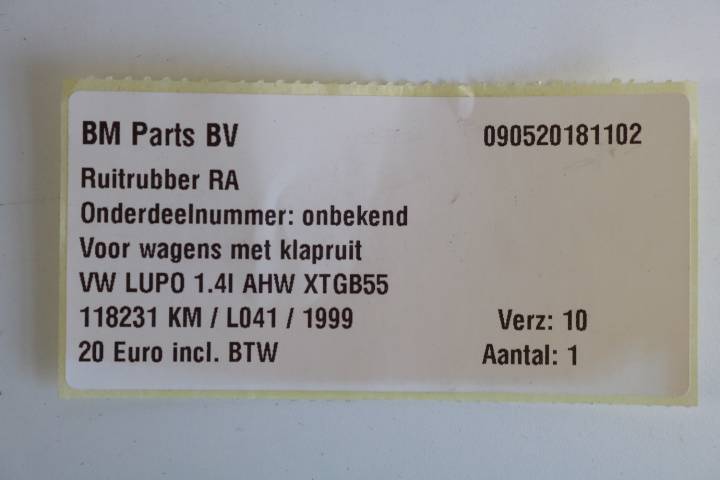 BM Parts BV 090520181102
Ruitrubber RA
Onderdeelnummer: onbekend
Voor wagens met klapruit
VW LUPO 1.4I AHW XTGB55
118231 KM / L041 / 1999 Verz: 10
20 Euro incl. BTW Aantal: 1